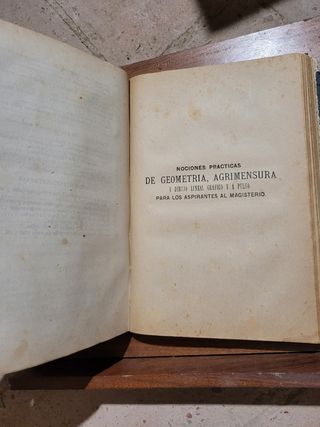 NOCIONES PRACTICAS
DE GEOMETRIA, AGRIMENSURA
Y DIBUJO LINEAL GRAFICO Y A PULSO
PARA LOS ASPIRANTES AL MAGISTERIO.